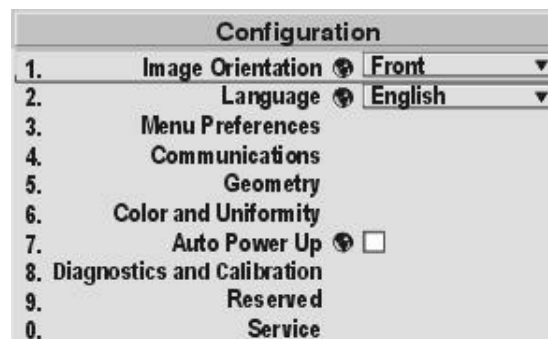 Configuration
1. Image Orientation Front
2. Language English
3. Menu Preferences
4. Communications
5. Geometry
6. Color and Uniformity
7. Auto Power Up
8. Diagnostics and Calibration
9. Reserved
0. Service